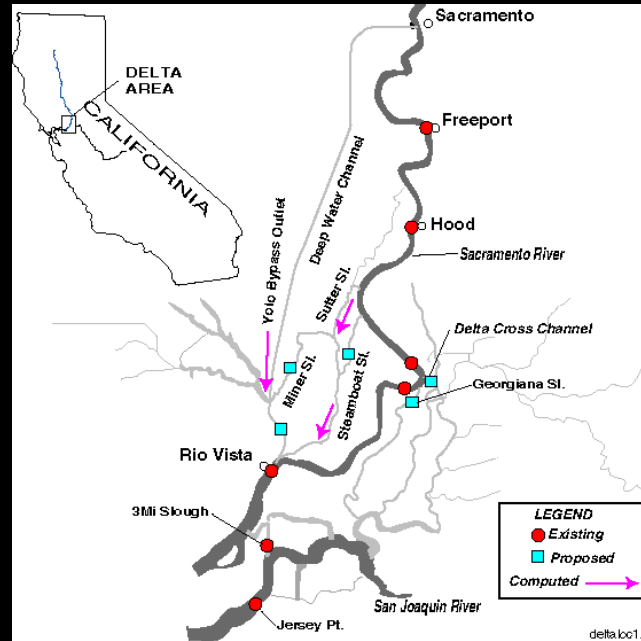 Sacramento
DELTA
AREA
CALIFORNIA
Freeport
Deep Water Channel
Yolo Bypass Outlet
Hood
Sutter Sl.
Sacramento River
Delta Cross Channel
Miner Sl.
Steamboat Sl.
Georgiana Sl.
Rio Vista
3Mi Slough
LEGEND
Existing
Proposed
Computed
San Joaquin River
Jersey Pt.
delta.loc1